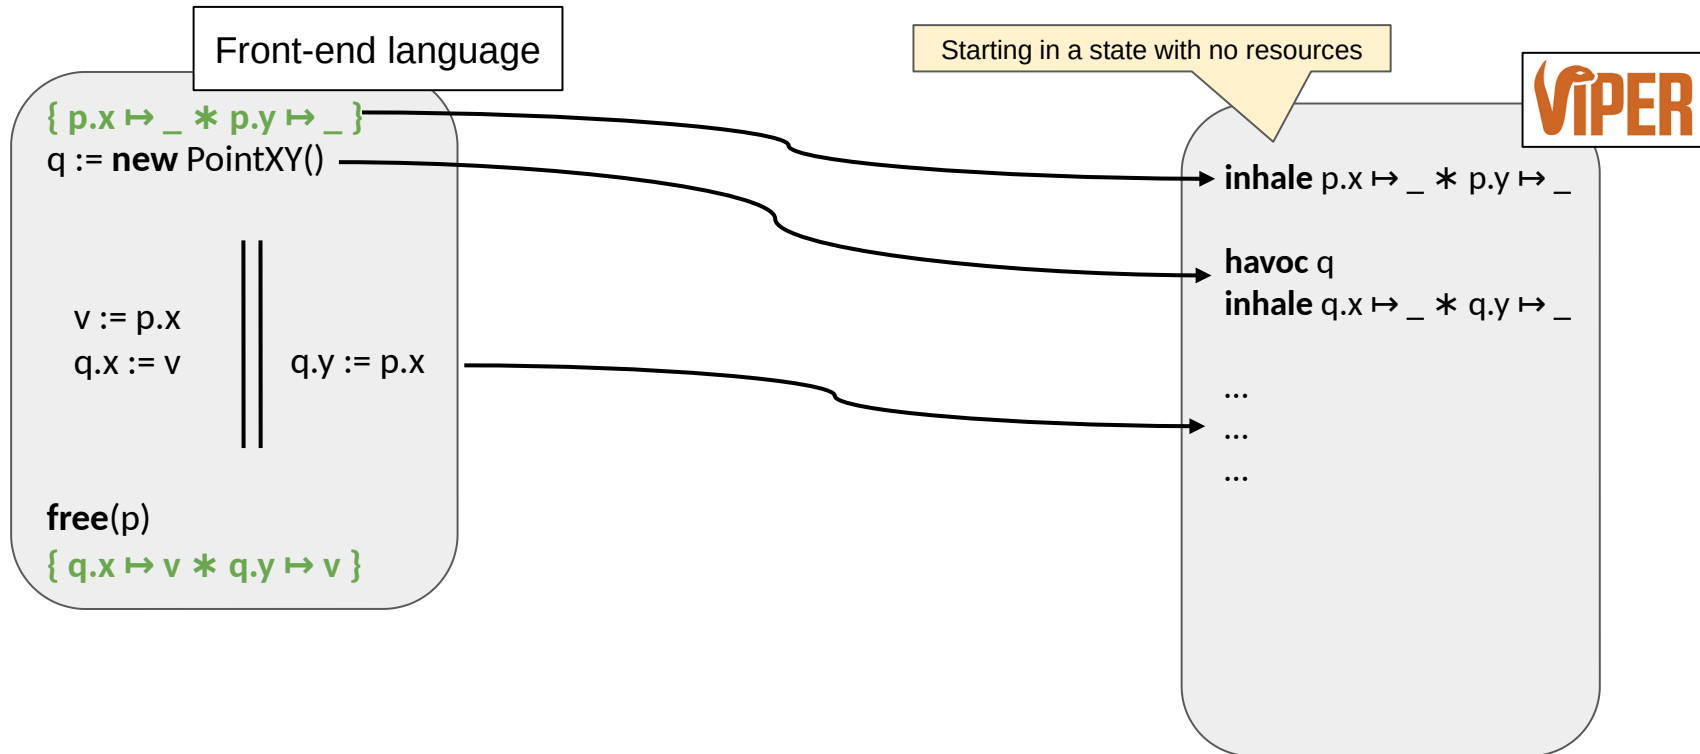 Front-end language
{ p.x ↦ _ ∗ p.y ↦ _ }
q := new PointXY()
v := p.x
q.x := v
q.y := p.x
free(p)
{ q.x ↦ v ∗ q.y ↦ v }
Starting in a state with no resources
VIPER
inhale p.x ↦ _ ∗ p.y ↦ _
havoc q
inhale q.x ↦ _ ∗ q.y ↦ _
...
...
...